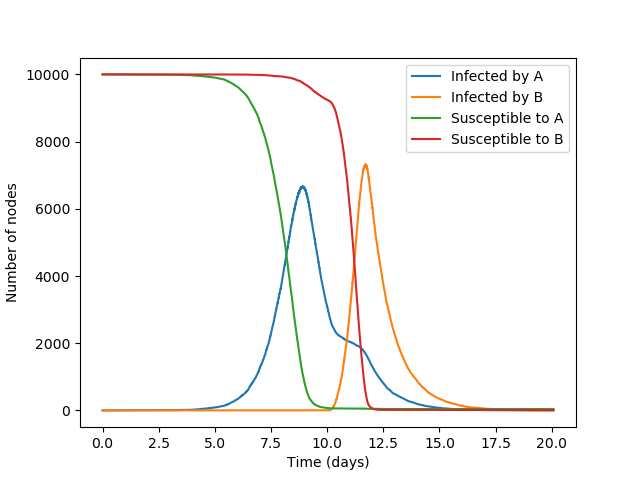 Infected by A
Infected by B
Susceptible to A
Susceptible to B
Number of nodes
10000
8000
6000
4000
2000
0
0.0 2.5 5.0 7.5 10.0 12.5 15.0 17.5 20.0
Time (days)